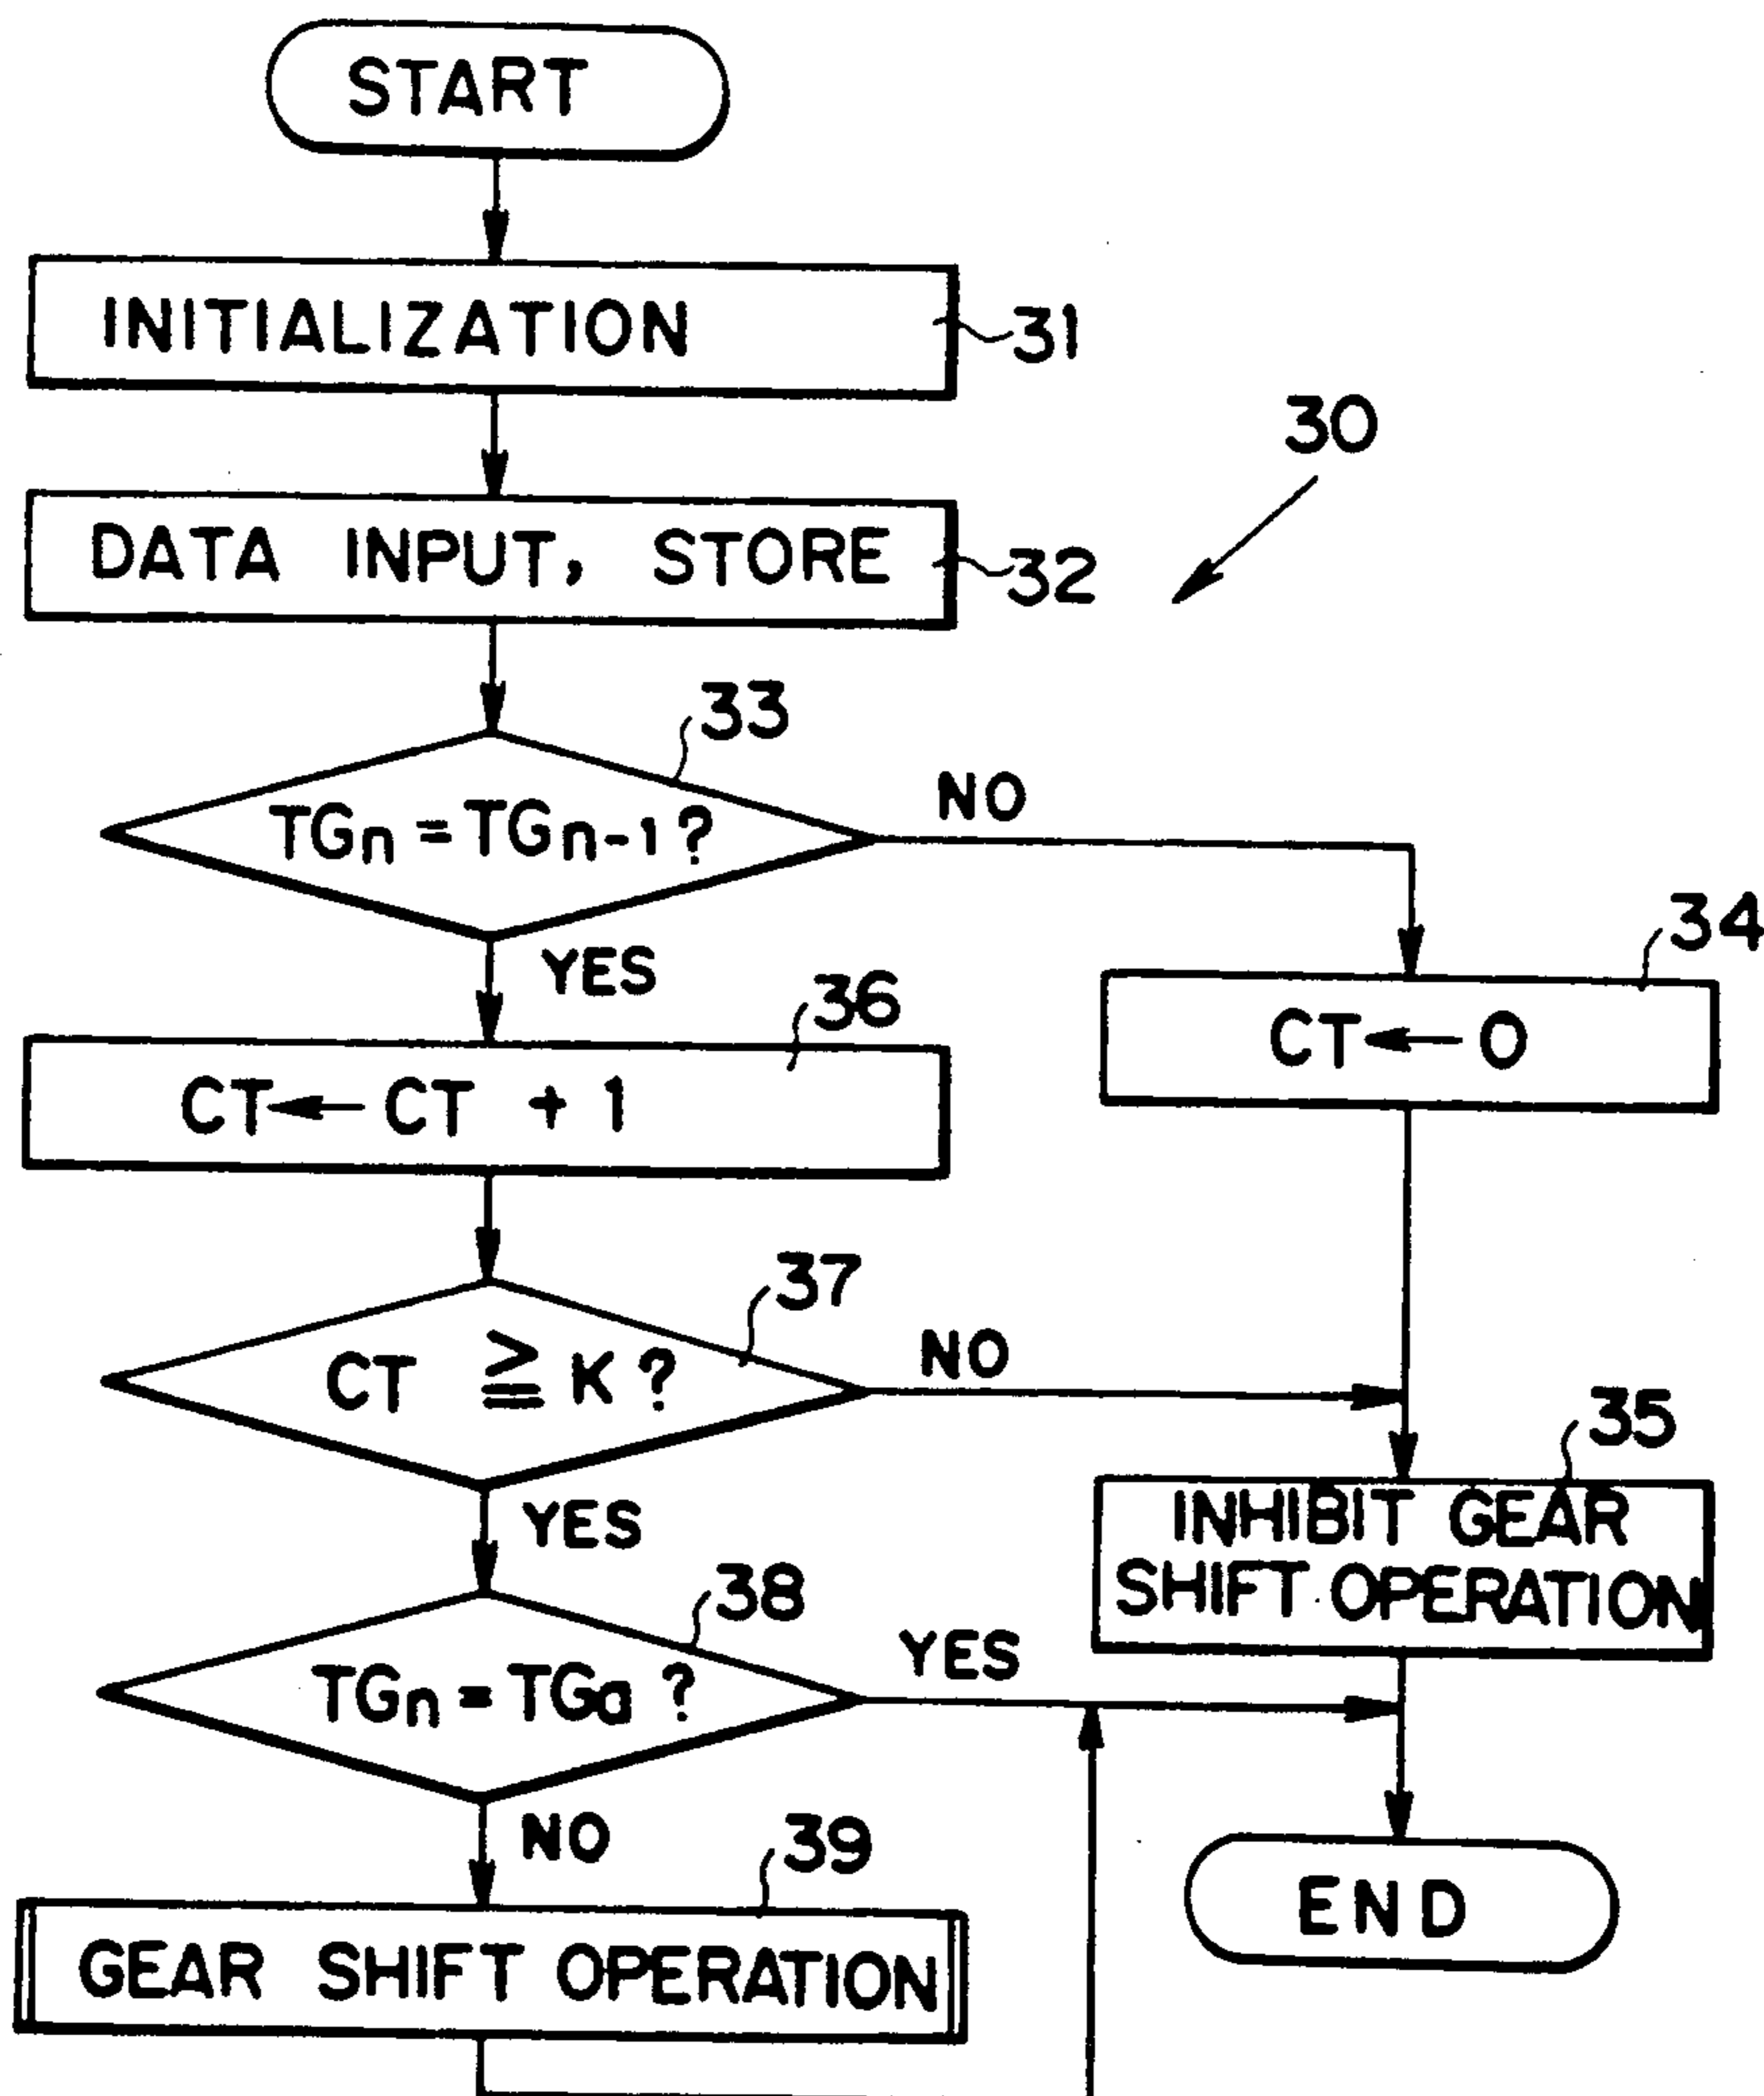 START
INITIALIZATION
31
30
DATA INPUT, STORE
32
33
TGn = TGn-1 ?
NO
34
YES
36
CT ← 0
CT ← CT + 1
37
CT ≧ K ?
NO
35
YES
INHIBIT GEAR
SHIFT OPERATION
38
YES
TGn = TGa ?
NO
39
END
GEAR SHIFT OPERATION